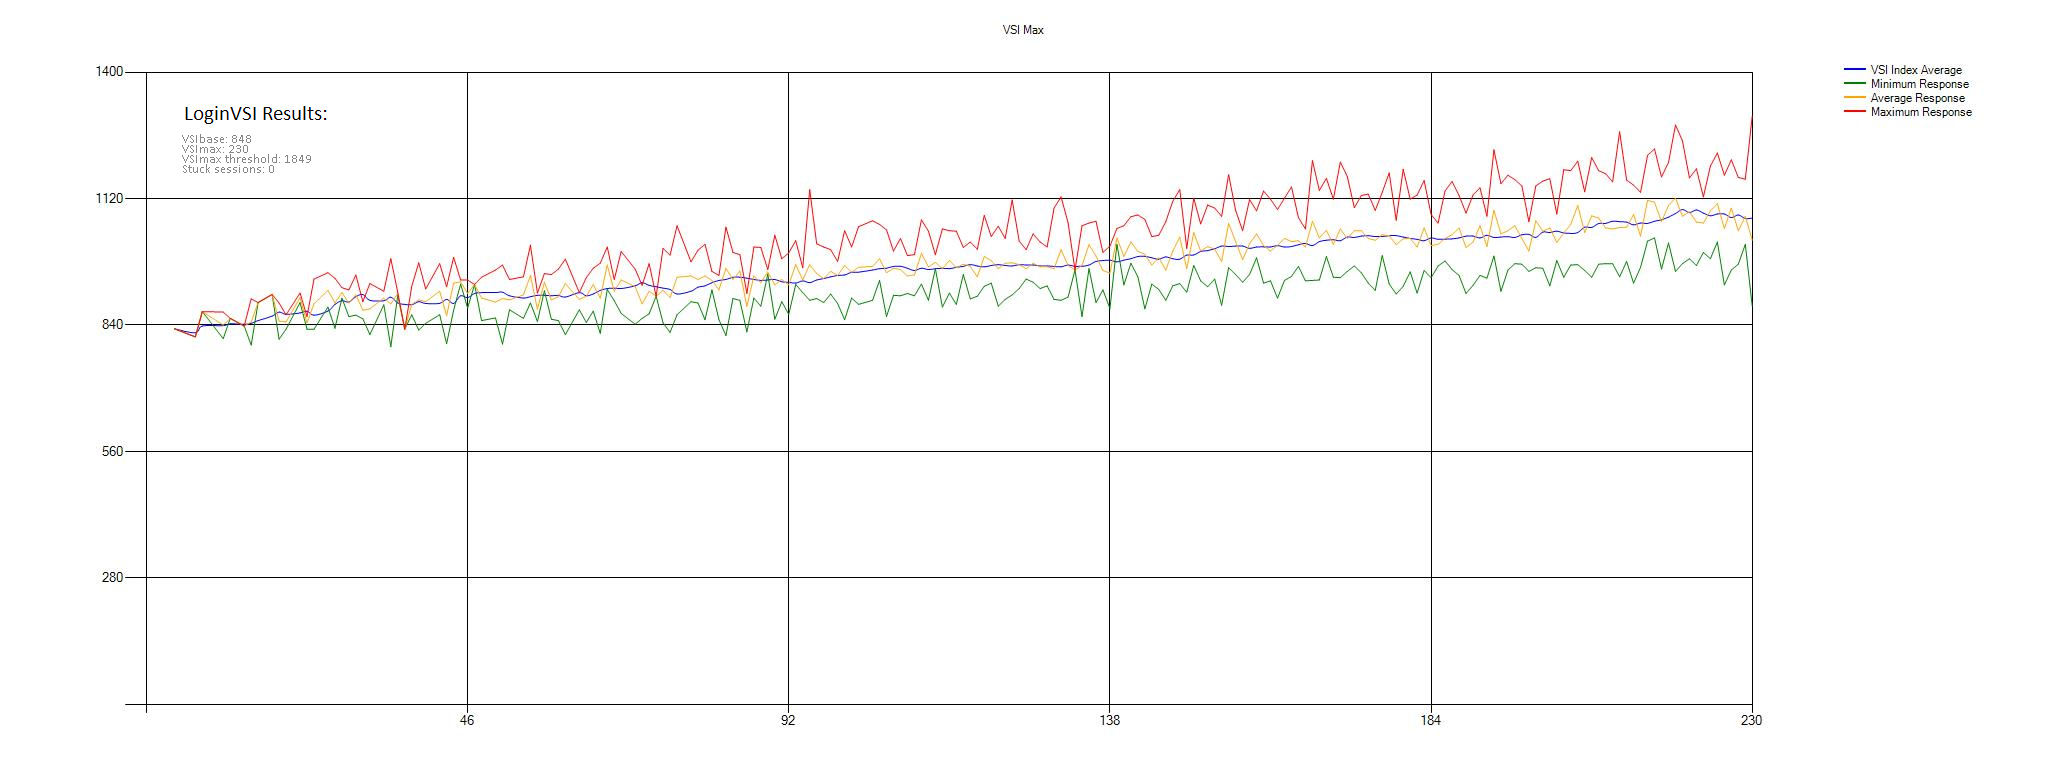 VSI Max
VSI Index Average
Minimum Response
Average Response
Maximum Response
LoginVSI Results:
VSIbase: 848
VSImax: 230
VSImax threshold: 1849
Stuck sessions: 0
1400
1120
840
560
280
46
92
138
184
230